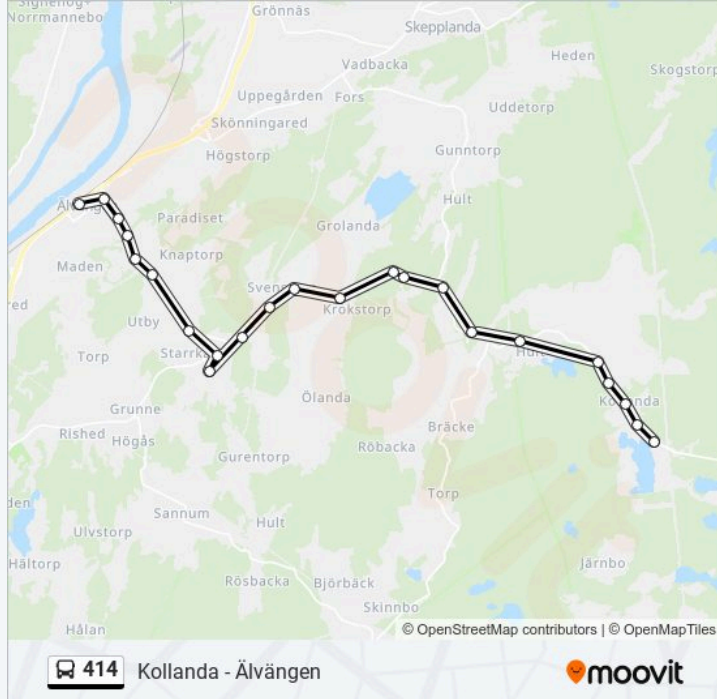 Norrmannebo
Grönnäs
Skepplanda
Vadbacka
Heden
Skogstorp
Uppegården
Fors
Uddetorp
Skönningared
Högstorp
Gunntorp
Hult
Paradiset
Grolanda
Knaptorp
Maden
Krokstorp
Utby
Torp
Starrk
Ölanda
Grunne
Bräcke
Rished
Högås
Röbacka
Gurentorp
Torp
Sannum
Hult
Ulvstorp
Hältorp
Järnbo
Rösbacka
Björbäck
Skinnbo
Hålan
© OpenStreetMap contributors | © OpenMapTiles
414 Kollanda - Älvängen
moovit